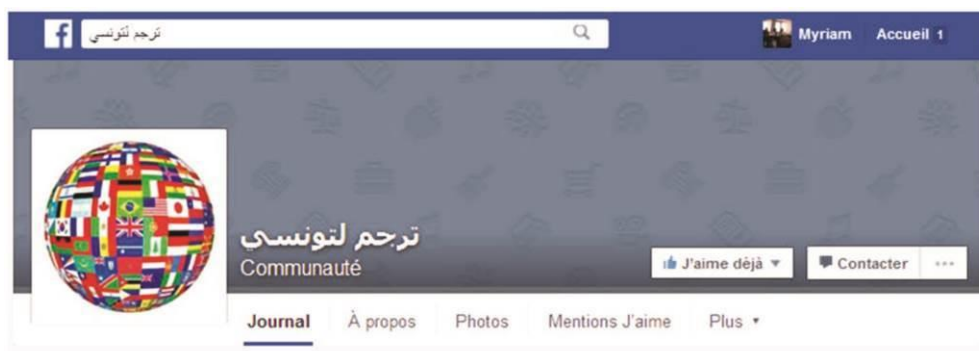 f ترجم لتونسي Myriam Accueil 1
ترجم لتونسي
Communauté
J'aime déjà Contacter ...
Journal À propos Photos Mentions J'aime Plus